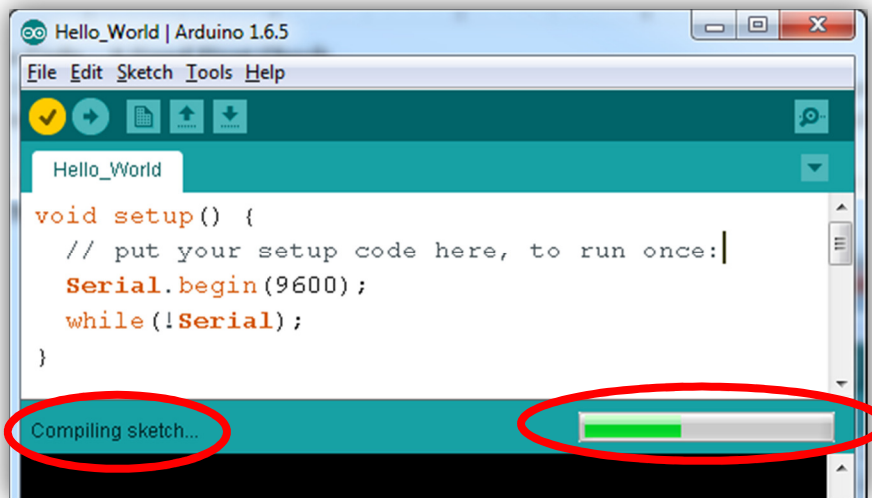 Hello_World | Arduino 1.6.5
File Edit Sketch Tools Help
Hello_World
void setup() {
  // put your setup code here, to run once:
  Serial.begin(9600);
  while(!Serial);
}
Compiling sketch...